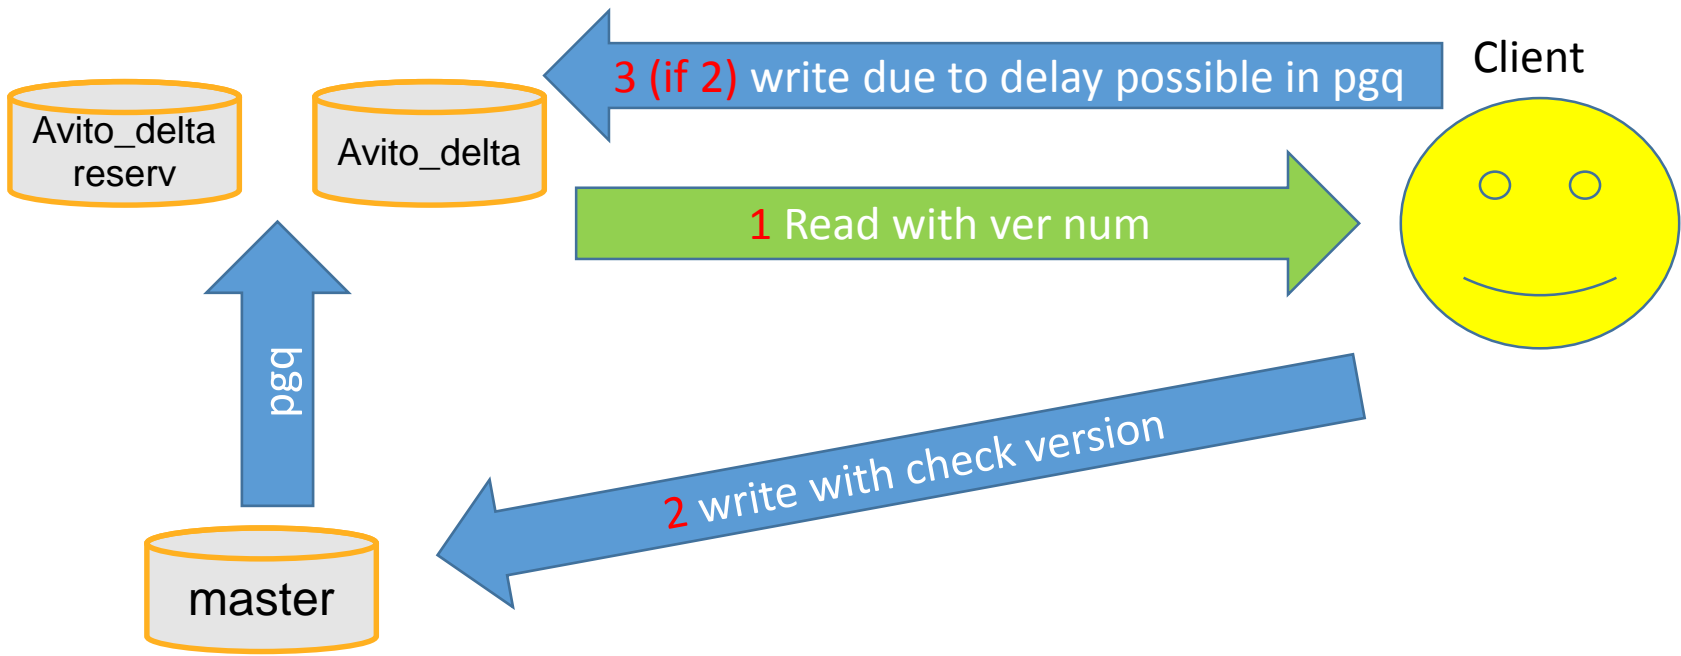 Client
3 (if 2) write due to delay possible in pgq
Avito_delta
reserv
Avito_delta
1 Read with ver num
pgq
2 write with check version
master